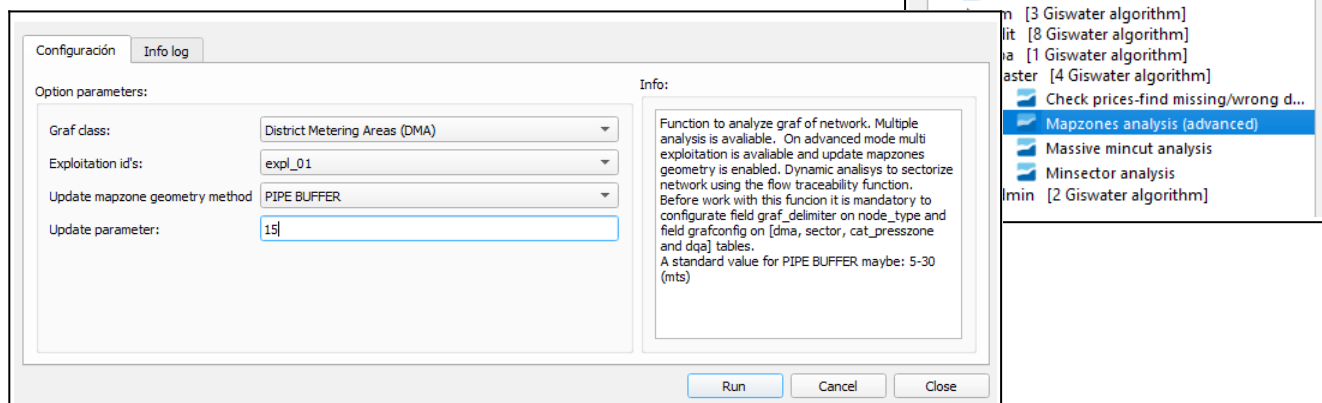 Configuración
Info log
Option parameters:
Graf class:
District Metering Areas (DMA)
Exploitation id's:
expl_01
Update mapzone geometry method
PIPE BUFFER
Update parameter:
15
Info:
Function to analyze graf of network. Multiple
analysis is avaliable. On advanced mode multi
exploitation is avaliable and update mapzones
geometry is enabled. Dynamic analisys to sectorize
network using the flow traceability function.
Before work with this funcion it is mandatory to
configurate field graf_delimiter on node_type and
field grafconfig on [dma, sector, cat_presszone
and dqa] tables.
A standard value for PIPE BUFFER maybe: 5-30
(mts)
Run
Cancel
Close
[3 Giswater algorithm]
[8 Giswater algorithm]
[1 Giswater algorithm]
[4 Giswater algorithm]
Check prices-find missing/wrong d...
Mapzones analysis (advanced)
Massive mincut analysis
Minsector analysis
[2 Giswater algorithm]